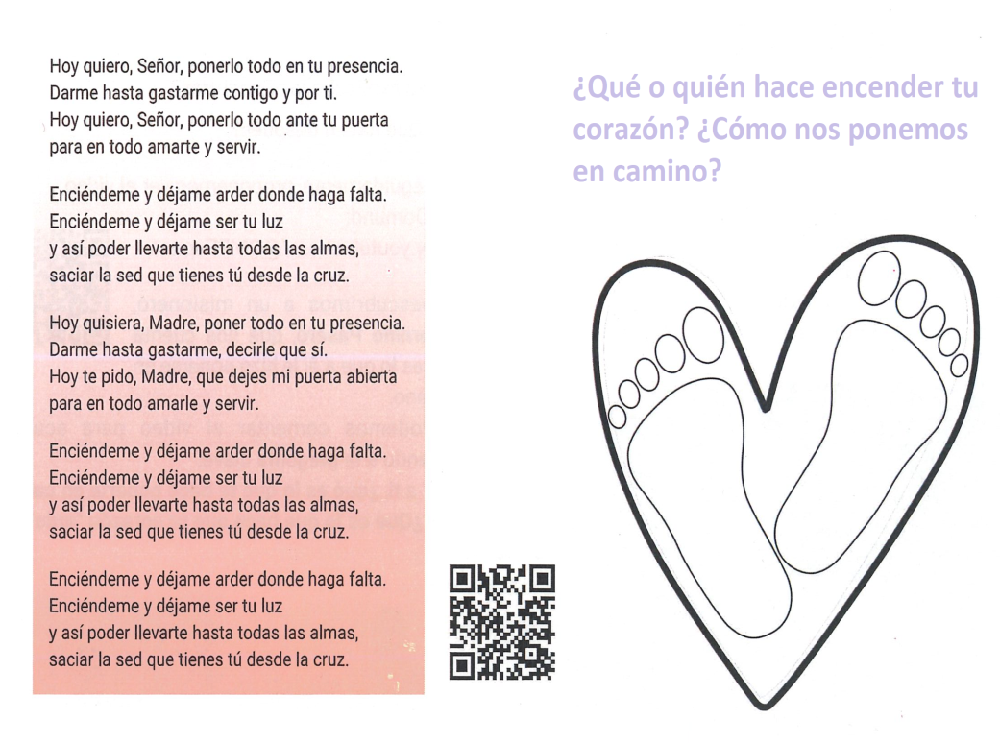 Hoy quiero, Señor, ponerlo todo en tu presencia.
Darme hasta gastarme contigo y por ti.
Hoy quiero, Señor, ponerlo todo ante tu puerta
para en todo amarte y servir.
Enciéndeme y déjame arder donde haga falta.
Enciéndeme y déjame ser tu luz
y así poder llevarte hasta todas las almas,
saciar la sed que tienes tú desde la cruz.
Hoy quisiera, Madre, poner todo en tu presencia.
Darme hasta gastarme, decirle que sí.
Hoy te pido, Madre, que dejes mi puerta abierta
para en todo amarle y servir.
Enciéndeme y déjame arder donde haga falta.
Enciéndeme y déjame ser tu luz
y así poder llevarte hasta todas las almas,
saciar la sed que tienes tú desde la cruz.
Enciéndeme y déjame arder donde haga falta.
Enciéndeme y déjame ser tu luz
y así poder llevarte hasta todas las almas,
saciar la sed que tienes tú desde la cruz.
¿Qué o quién hace encender tu
corazón? ¿Cómo nos ponemos
en camino?